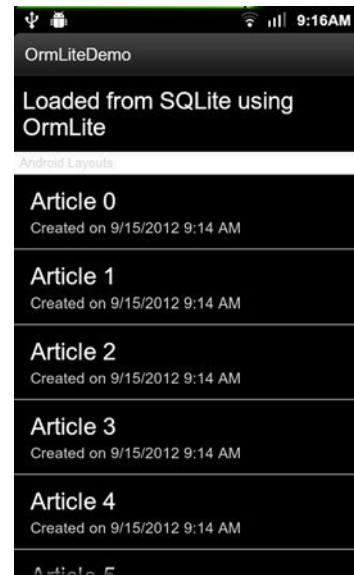 9:16AM
OrmLiteDemo
Loaded from SQLite using
OrmLite
Android Layouts
Article 0
Created on 9/15/2012 9:14 AM
Article 1
Created on 9/15/2012 9:14 AM
Article 2
Created on 9/15/2012 9:14 AM
Article 3
Created on 9/15/2012 9:14 AM
Article 4
Created on 9/15/2012 9:14 AM
Article 5